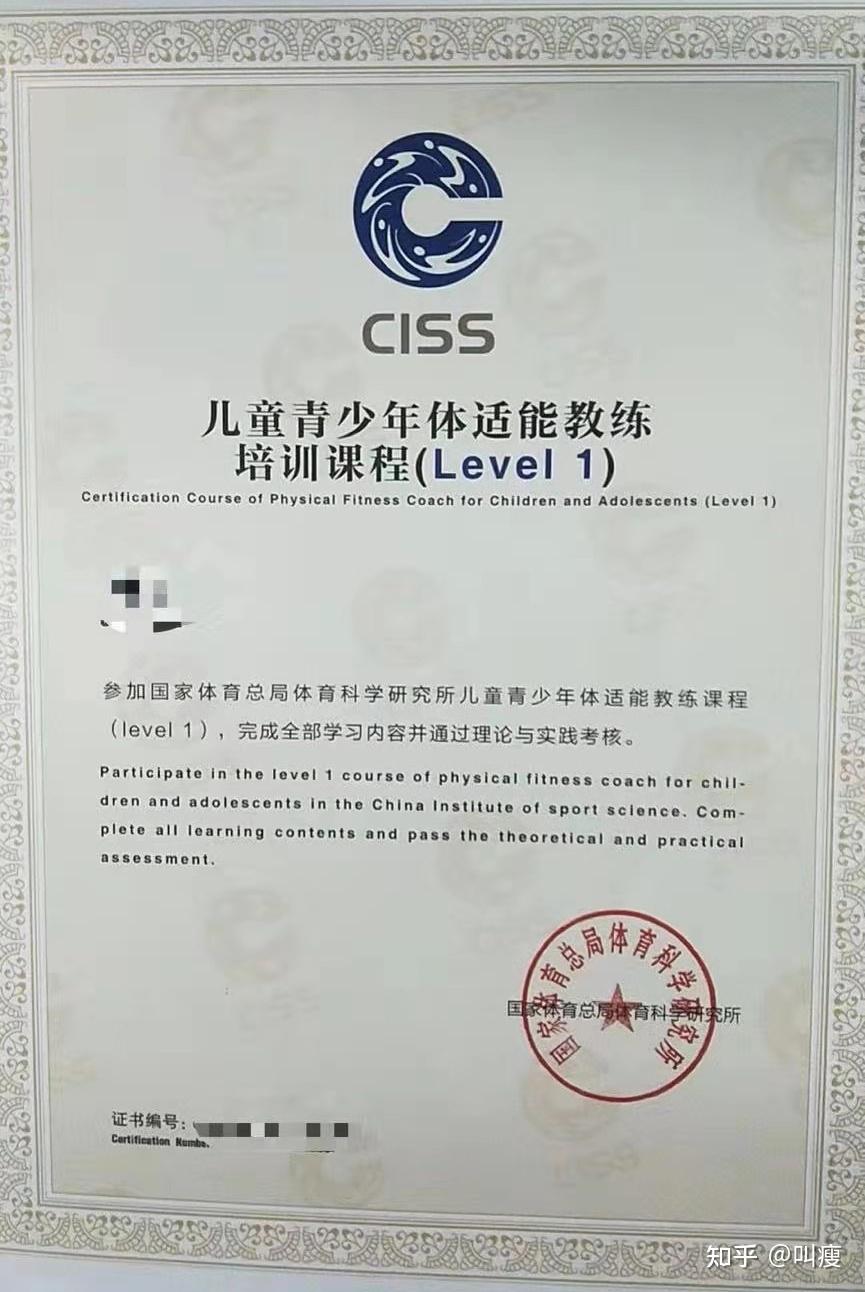 CISS
儿童青少年体适能教练
培训课程(Level 1)
Certification Course of Physical Fitness Coach for Children and Adolescents (Level 1)
参加国家体育总局体育科学研究所儿童青少年体适能教练课程
（level 1），完成全部学习内容并通过理论与实践考核。
Participate in the level 1 course of physical fitness coach for chil-
dren and adolescents in the China Institute of sport science. Com-
plete all learning contents and pass the theoretical and practical
assessment.
国家体育总局体育科学研究所
国家体育总局体育科学研究所
证书编号:
Certification Numbe
知乎 @叫瘦